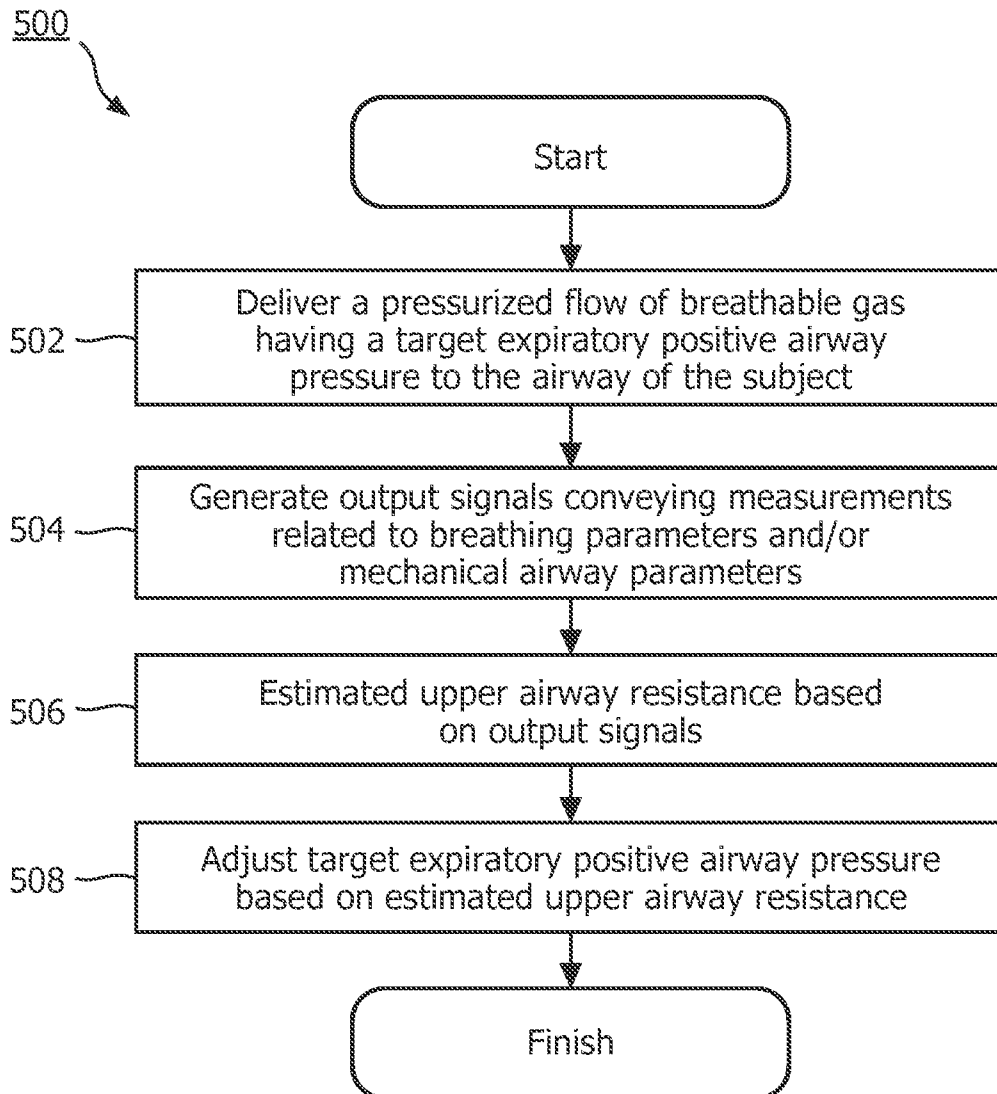 500
Start
502
Deliver a pressurized flow of breathable gas
having a target expiratory positive airway
pressure to the airway of the subject
504
Generate output signals conveying measurements
related to breathing parameters and/or
mechanical airway parameters
506
Estimated upper airway resistance based
on output signals
508
Adjust target expiratory positive airway pressure
based on estimated upper airway resistance
Finish